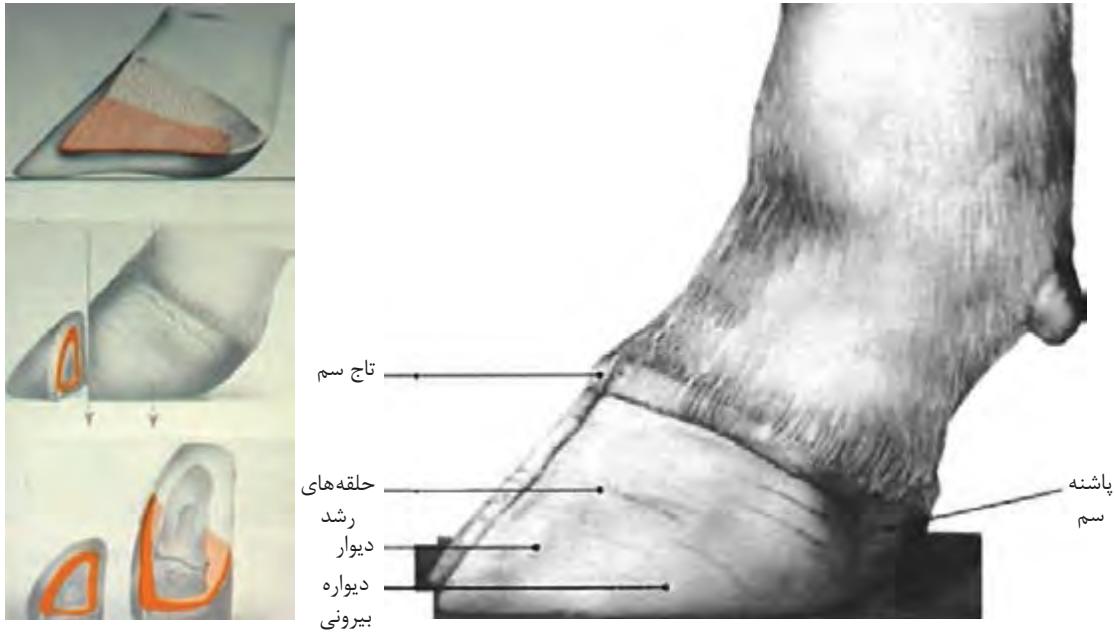 تاج سم
حلقه‌های
رشد
دیوار
دیواره
بیرونی
پاشنه
سم